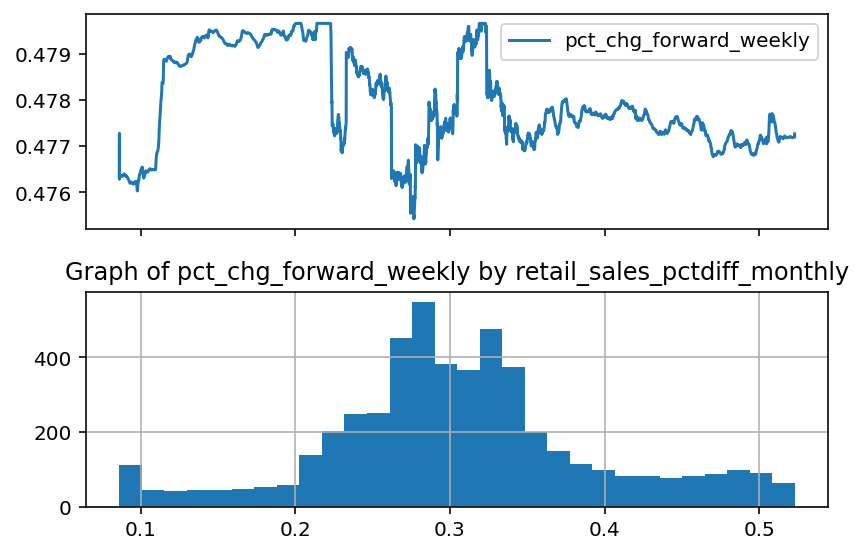 pct_chg_forward_weekly
0.479
0.478
0.477
0.476
Graph of pct_chg_forward_weekly by retail_sales_pctdiff_monthly
400
200
0
0.1 0.2 0.3 0.4 0.5